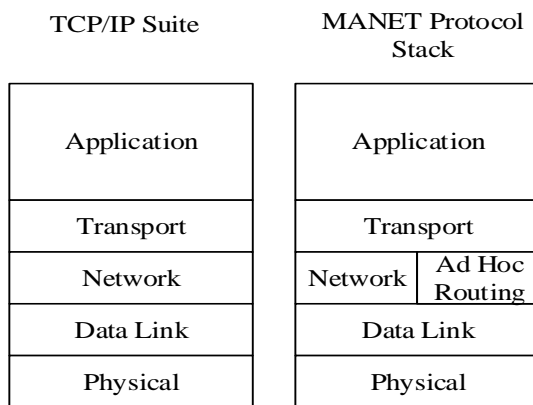 TCP/IP Suite
Application
Transport
Network
Data Link
Physical
MANET Protocol
Stack
Application
Transport
Network
Ad Hoc
Routing
Data Link
Physical